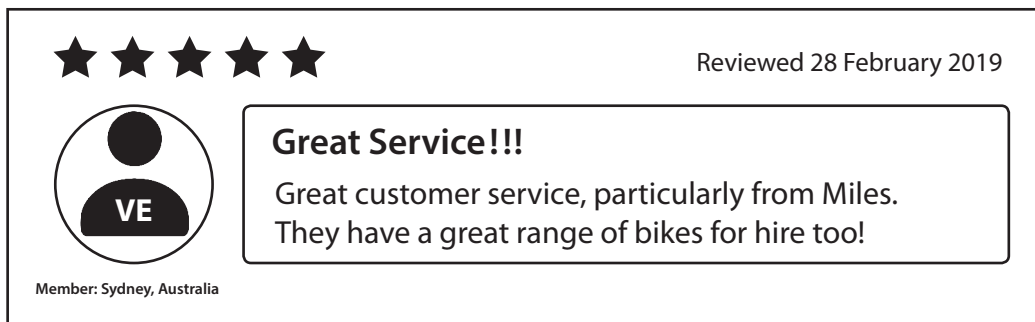 Reviewed 28 February 2019
Great Service!!!
Great customer service, particularly from Miles.
They have a great range of bikes for hire too!
VE
Member: Sydney, Australia